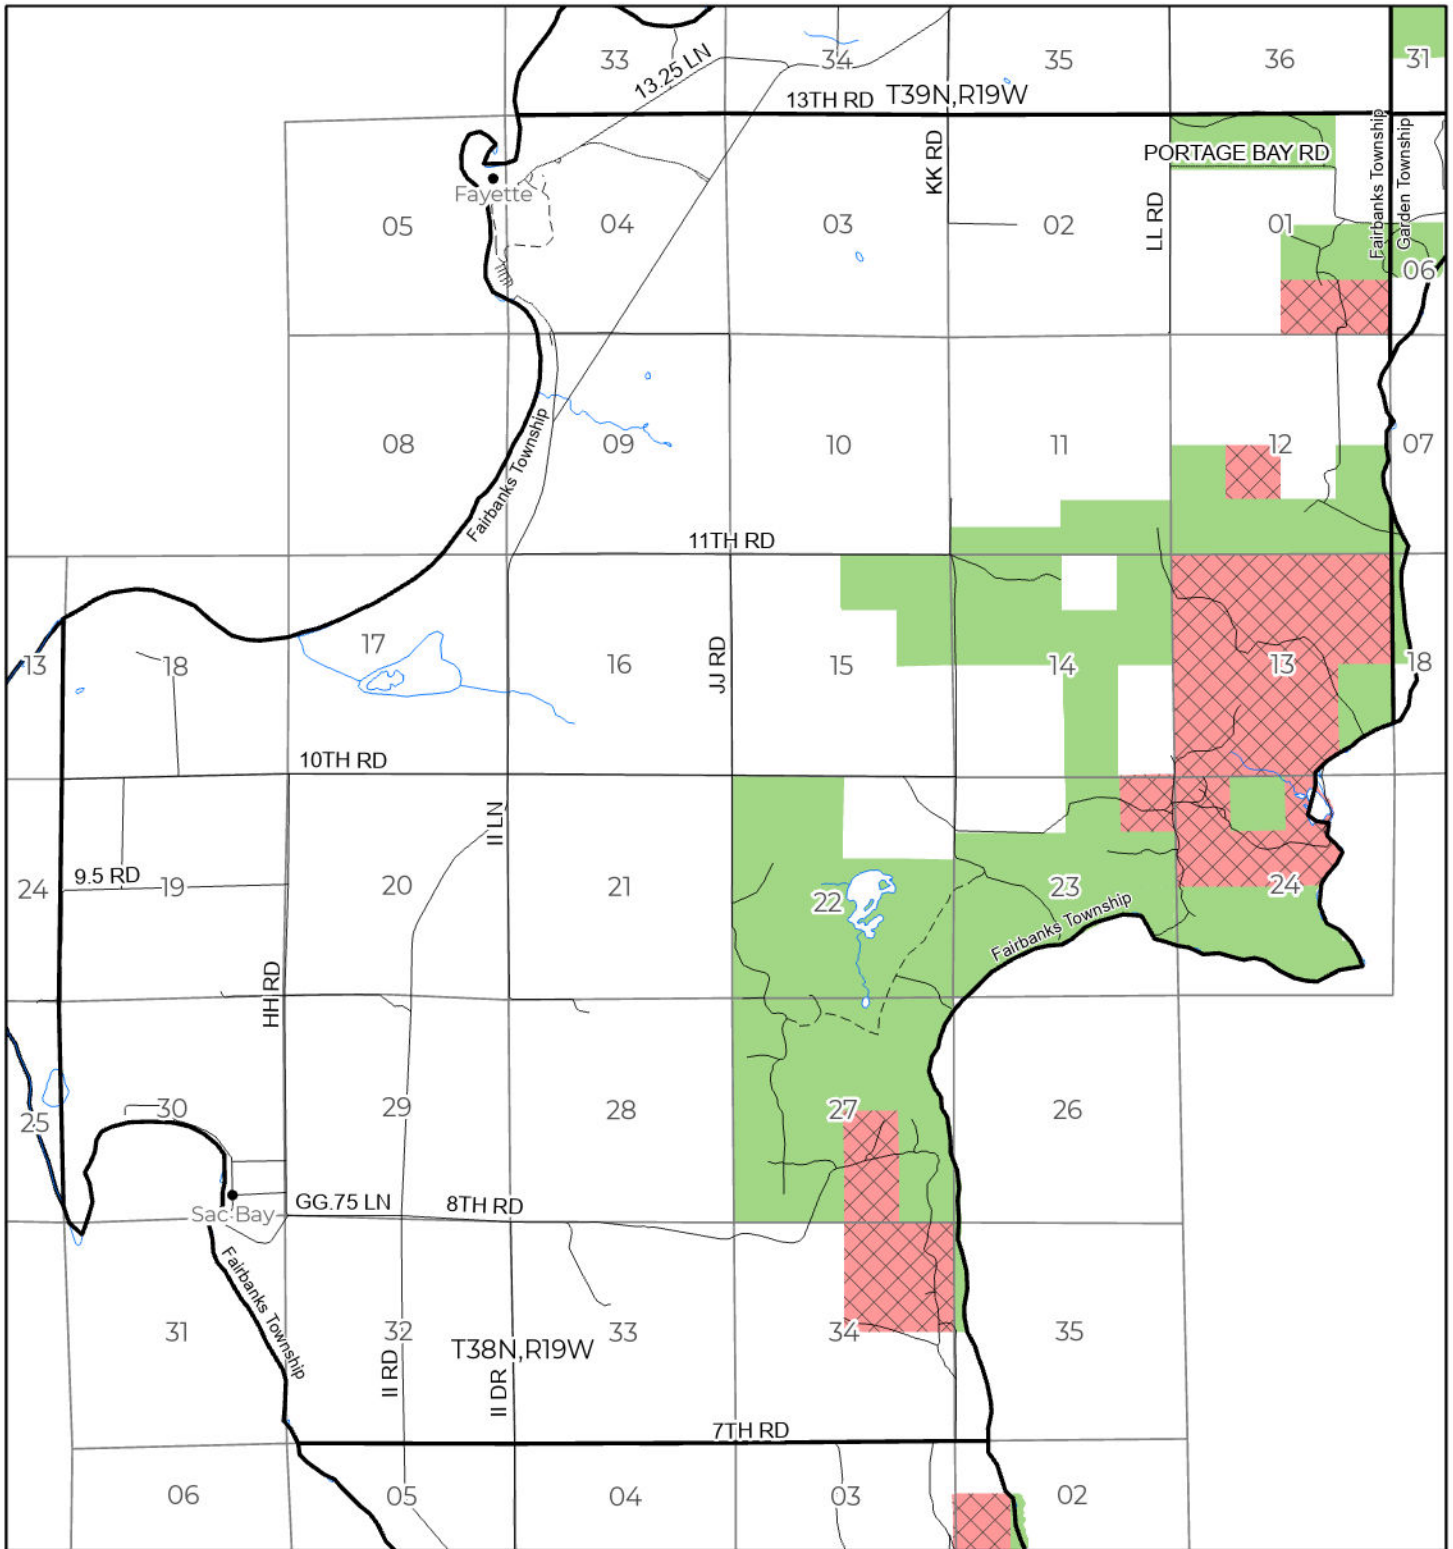 33
34
35
36
31
13.25 LN
13TH RD
T39N,R19W
KK RD
PORTAGE BAY RD
Fairbanks Township
Garden Township
Fayette
05
04
03
02
LL RD
01
06
08
09
10
11
12
07
Fairbanks Township
11TH RD
13
18
17
16
JJ RD
15
14
13
18
10TH RD
II LN
24
9.5 RD
19
20
21
22
23
24
Fairbanks Township
HH RD
25
30
29
28
27
26
Sac Bay
GG.75 LN
8TH RD
Fairbanks Township
31
32
T38N,R19W
33
34
35
II RD
II DR
7TH RD
06
05
04
03
02